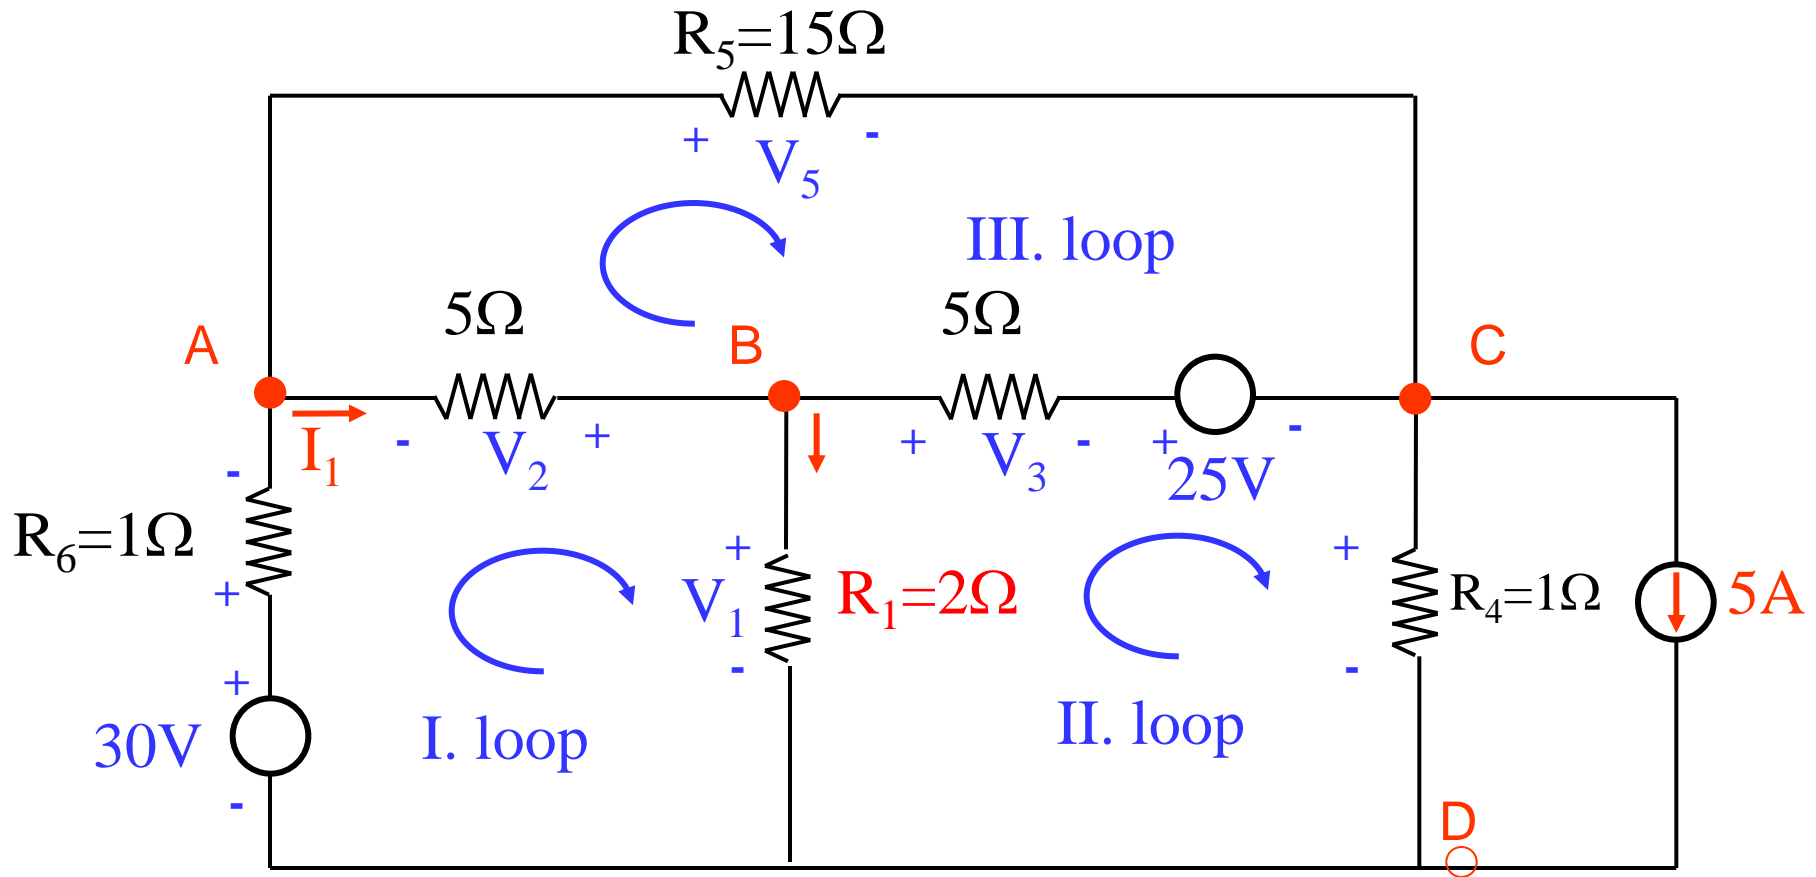 R5=15Ω
+ V5 -
III. loop
5Ω
5Ω
A
B
C
I1
- V2 +
+ V3 -
+ -
25V
-
R6=1Ω
+
+
V1
-
R1=2Ω
+
R4=1Ω
-
5A
+
30V
-
I. loop
II. loop
D